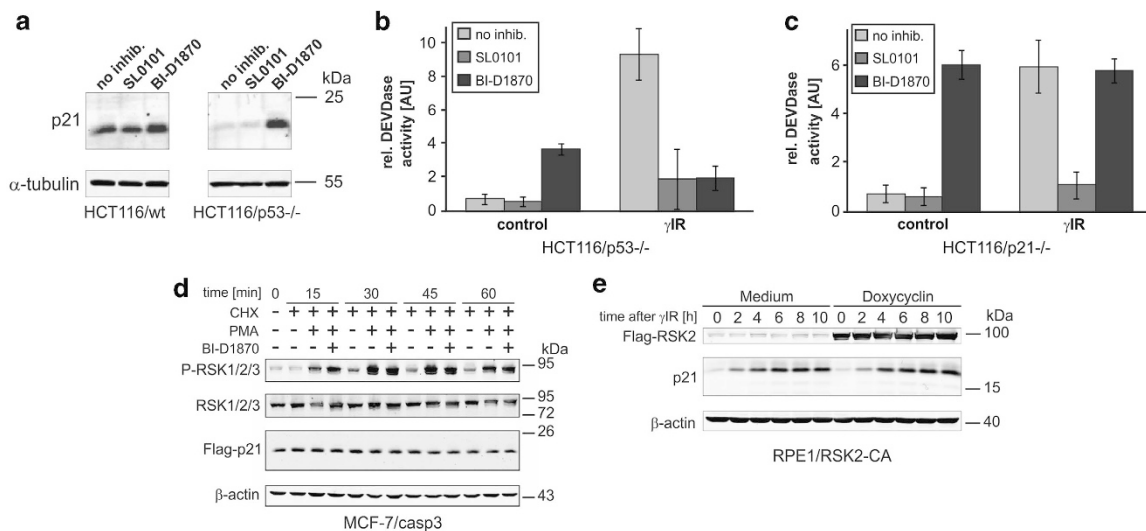 a
no inhib.
SL0101
BI-D1870
no inhib.
SL0101
BI-D1870
kDa
25
p21
α-tubulin
55
HCT116/wt
HCT116/p53-/-
b
no inhib.
SL0101
BI-D1870
rel. DEVDase
activity [AU]
10
8
6
4
2
0
control
γIR
HCT116/p53-/-
c
no inhib.
SL0101
BI-D1870
rel. DEVDase
activity [AU]
6
4
2
0
control
γIR
HCT116/p21-/-
d
time [min] 0 15 30 45 60
CHX - + + + + + + + + + + + +
PMA - - + + - + + - + + - + +
BI-D1870 - - - + - - + - - + - - +
kDa
P-RSK1/2/3
95
RSK1/2/3
95
72
26
Flag-p21
β-actin
43
MCF-7/casp3
e
Medium Doxycyclin
time after γIR [h] 0 2 4 6 8 10 0 2 4 6 8 10 kDa
Flag-RSK2
100
p21
15
β-actin
40
RPE1/RSK2-CA